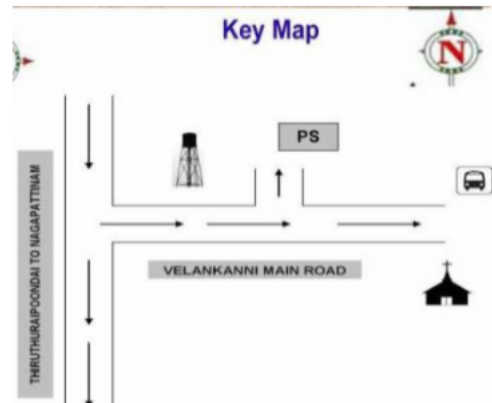 Key Map
N
PS
THIRUTHURAIPOONDAI TO NAGAPATTINAM
VELANKANNI MAIN ROAD